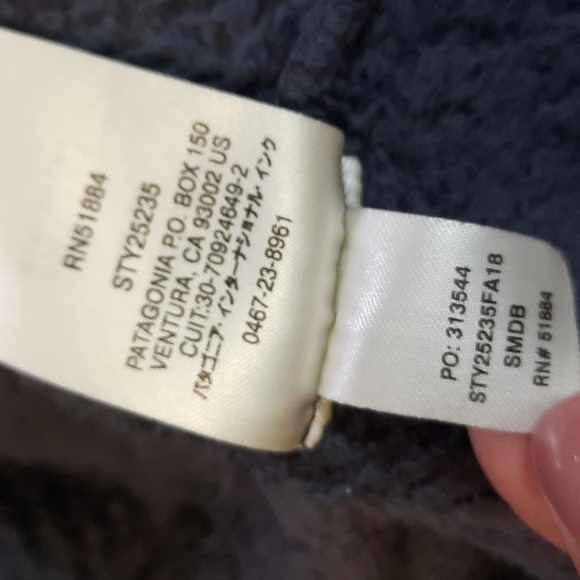 RN51884
STY25235
PATAGONIA P.O. BOX 150
VENTURA, CA 93002 US
CUIT:30-70924649-2
パタゴニア・インターナショナル・インク
0467-23-8961
PO: 313544
STY25235FA18
SMDB
RN# 51884